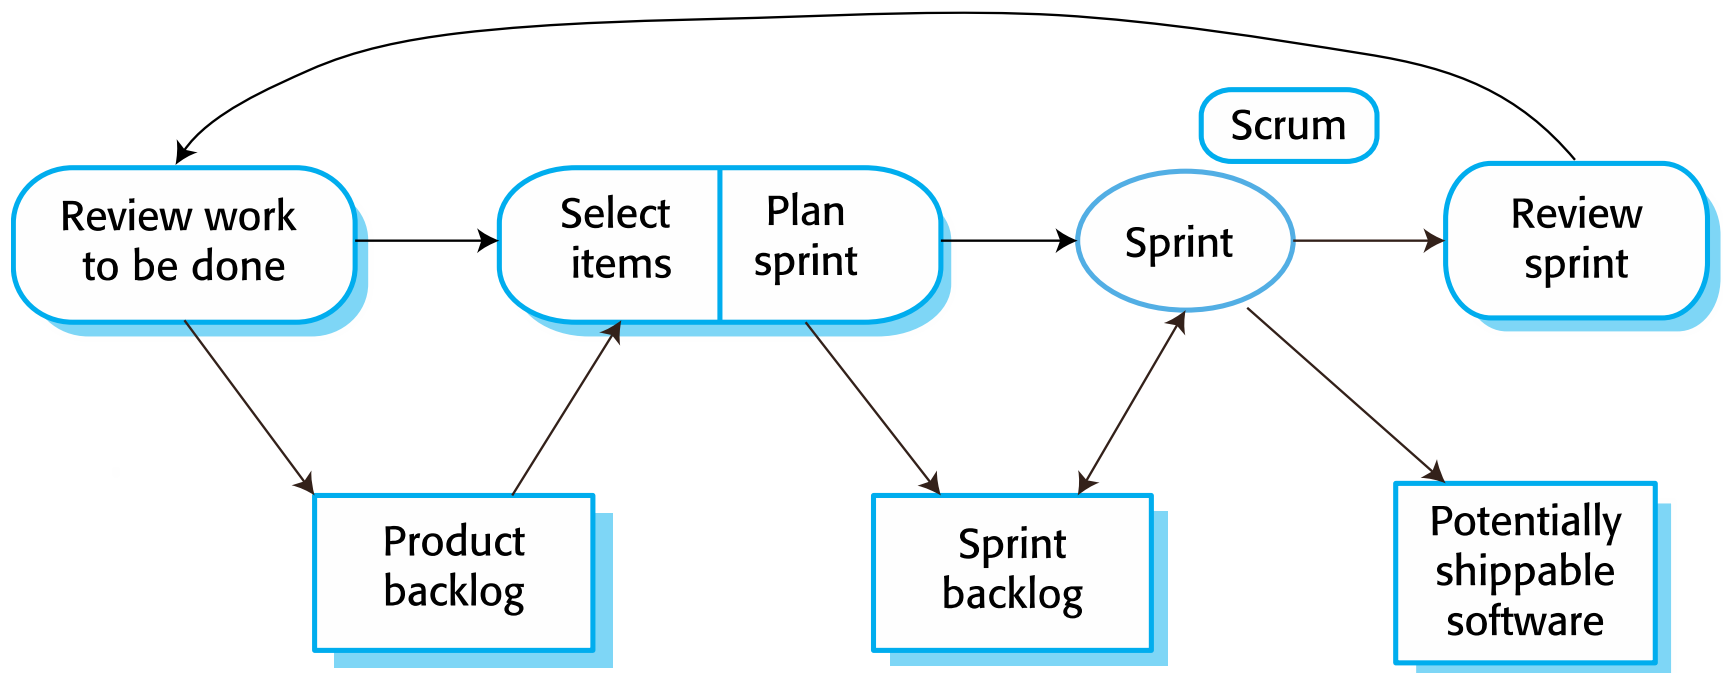 Scrum
Review work
to be done
Select
items
Plan
sprint
Sprint
Review
sprint
Product
backlog
Sprint
backlog
Potentially
shippable
software